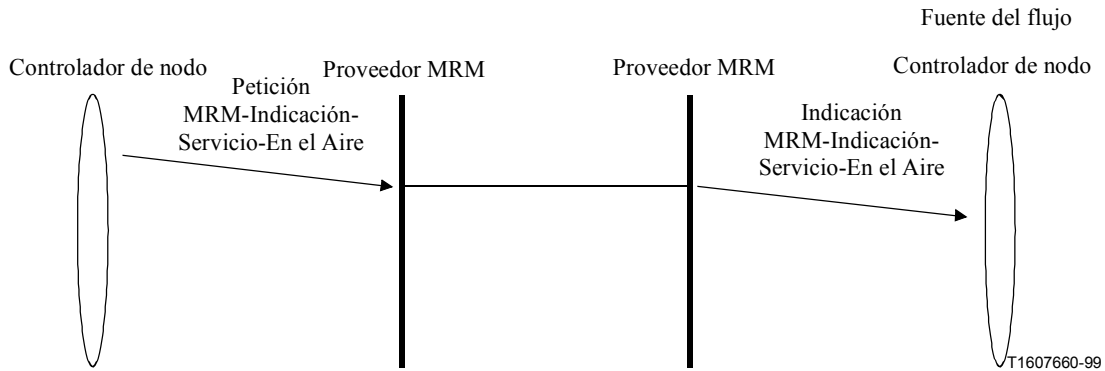 Fuente del flujo
Controlador de nodo
Proveedor MRM
Proveedor MRM
Controlador de nodo
Petición
MRM-Indicación-
Servicio-En el Aire
Indicación
MRM-Indicación-
Servicio-En el Aire
T1607660-99